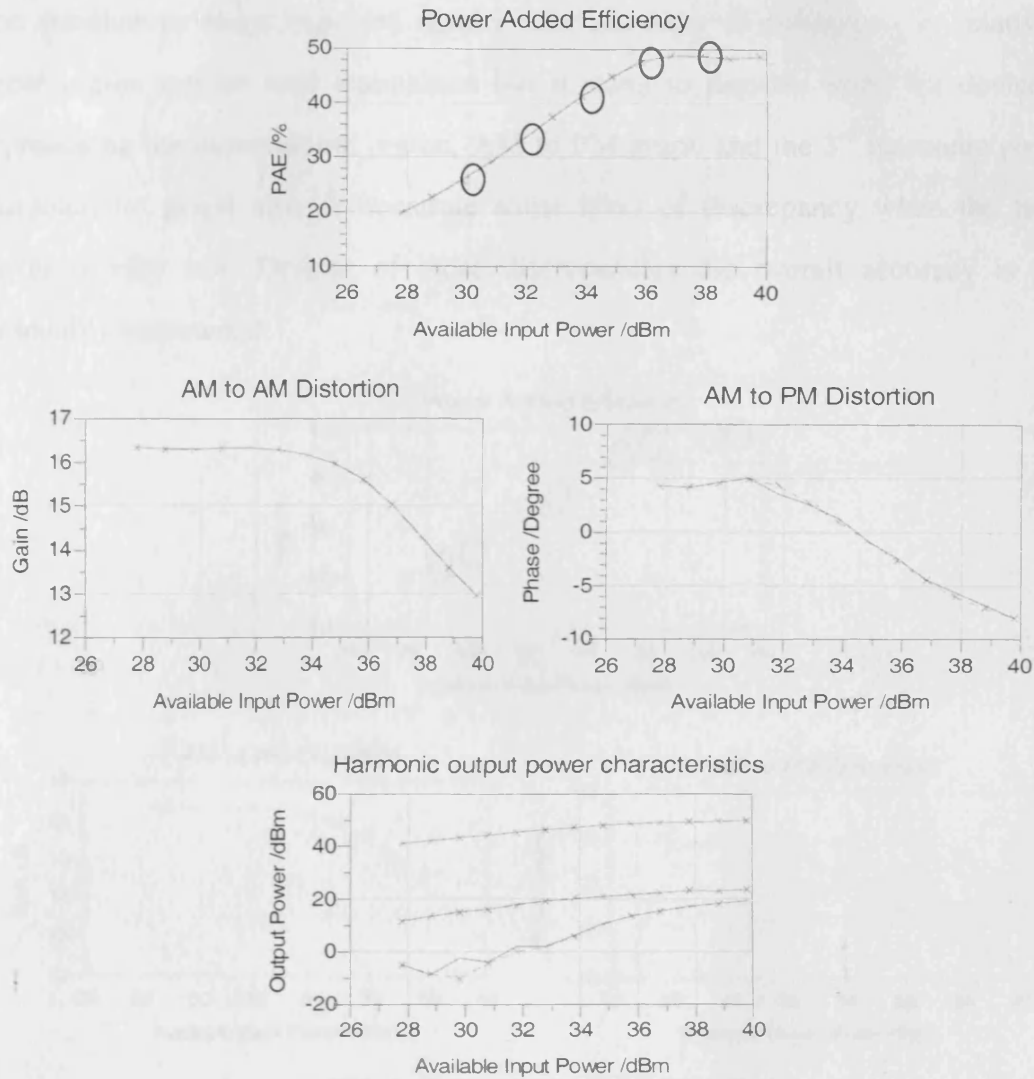 Power Added Efficiency
50
40
30
20
10
PAE /%
26 28 30 32 34 36 38 40
Available Input Power /dBm
AM to AM Distortion
17
16
15
14
13
12
Gain /dB
26 28 30 32 34 36 38 40
Available Input Power /dBm
AM to PM Distortion
10
5
0
-5
-10
Phase /Degree
26 28 30 32 34 36 38 40
Available Input Power /dBm
Harmonic output power characteristics
60
40
20
0
-20
Output Power /dBm
26 28 30 32 34 36 38 40
Available Input Power /dBm